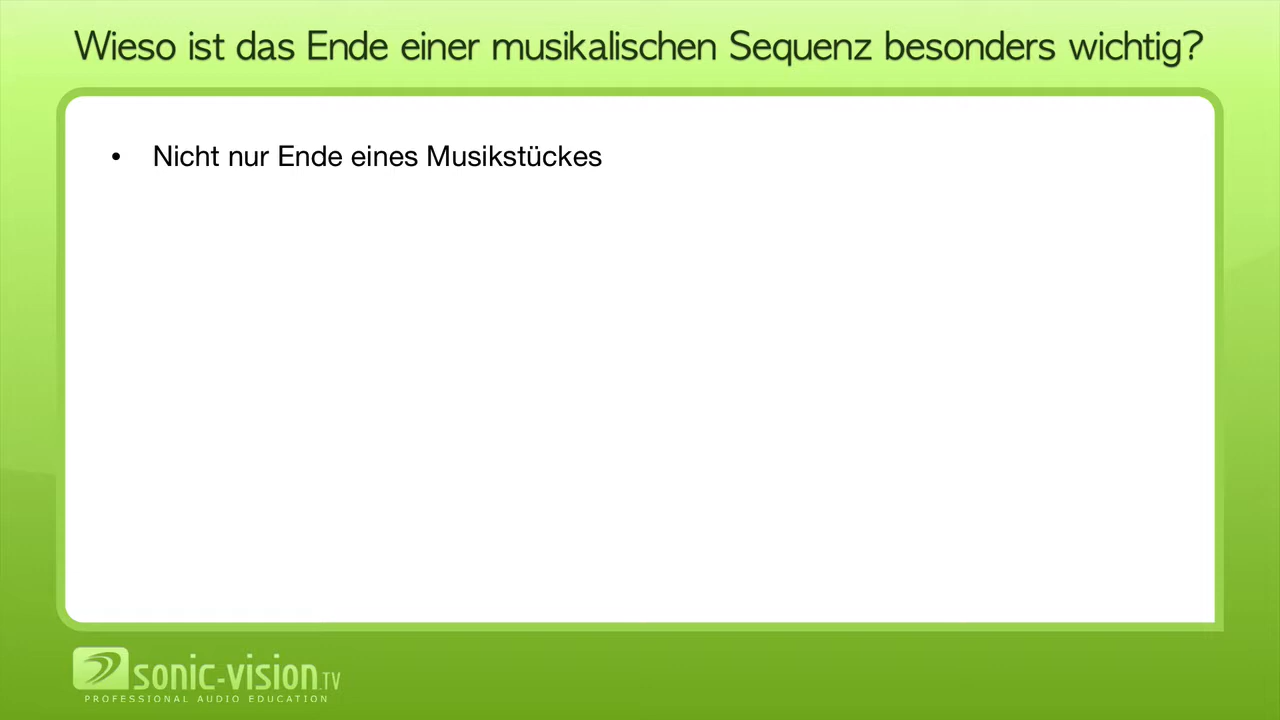 Wieso ist das Ende einer musikalischen Sequenz besonders wichtig?
• Nicht nur Ende eines Musikstückes
sonic-vision.TV
PROFESSIONAL AUDIO EDUCATION